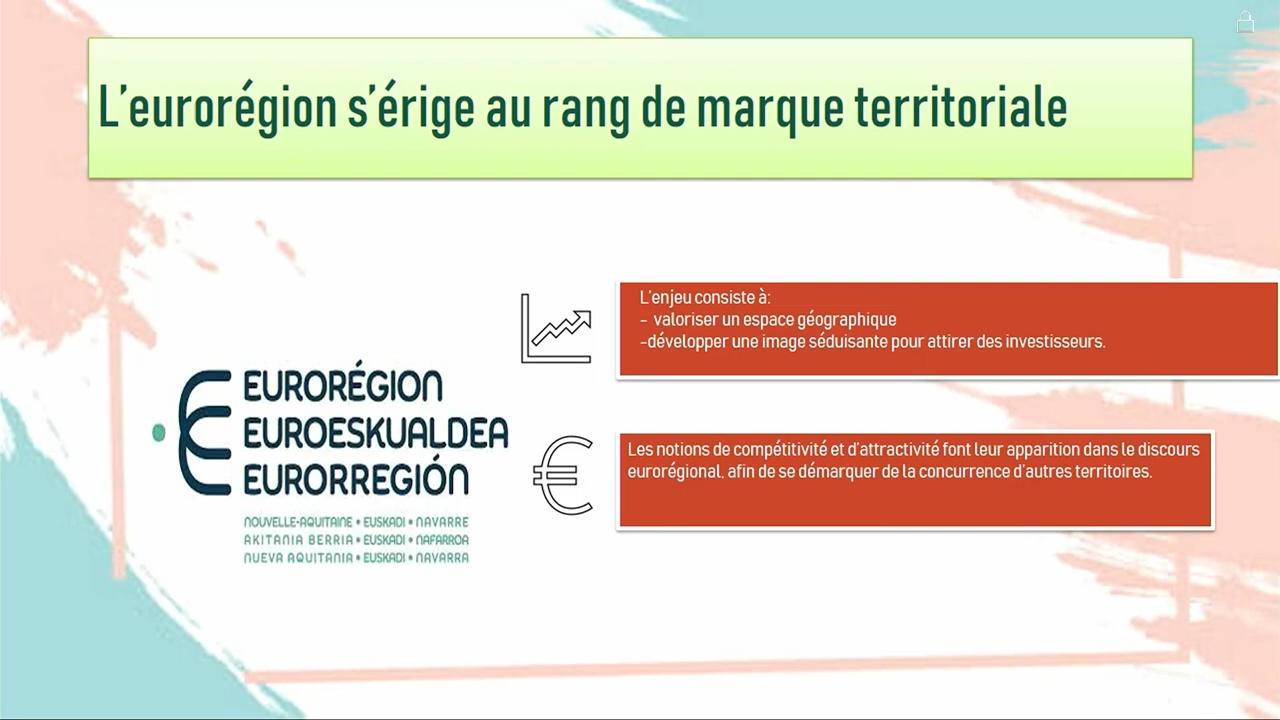 L’eurorégion s’érige au rang de marque territoriale
L’enjeu consiste à:
- valoriser un espace géographique
-développer une image séduisante pour attirer des investisseurs.
EURORÉGION
EUROESKUALDEA
EURORREGIÓN
NOUVELLE-AQUITAINE • EUSKADI • NAVARRE
AKITANIA BERRIA • EUSKADI • NAFARROA
NUEVA AQUITANIA • EUSKADI • NAVARRA
Les notions de compétitivité et d’attractivité font leur apparition dans le discours
eurorégional, afin de se démarquer de la concurrence d’autres territoires.